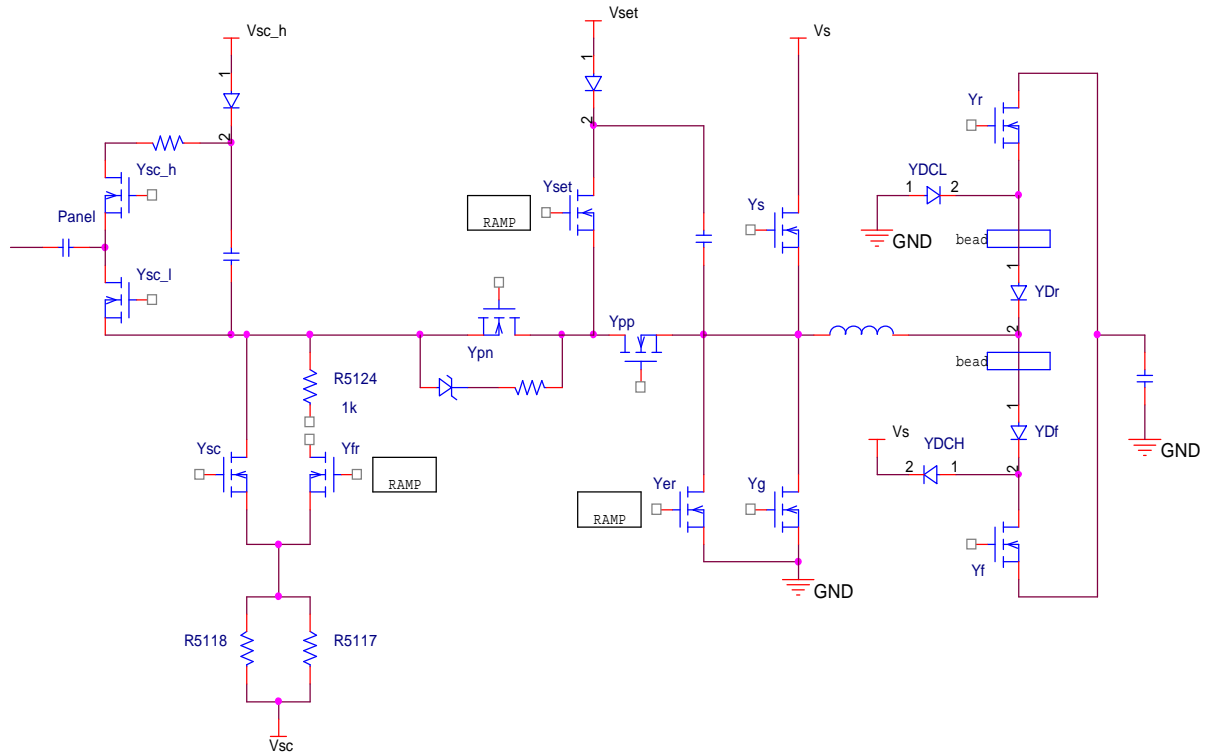 Vsc_h
Vset
Vs
1
1
Yr
2
2
Ysc_h
Yset
YDCL
1
2
Panel
RAMP
Ys
GND
bead
Ysc_l
1
YDr
Ypp
2
Ypn
bead
R5124
1k
1
YDf
GND
Vs
YDCH
Ysc
Yfr
2
1
2
RAMP
Yer
Yg
RAMP
Yf
GND
R5118
R5117
Vsc